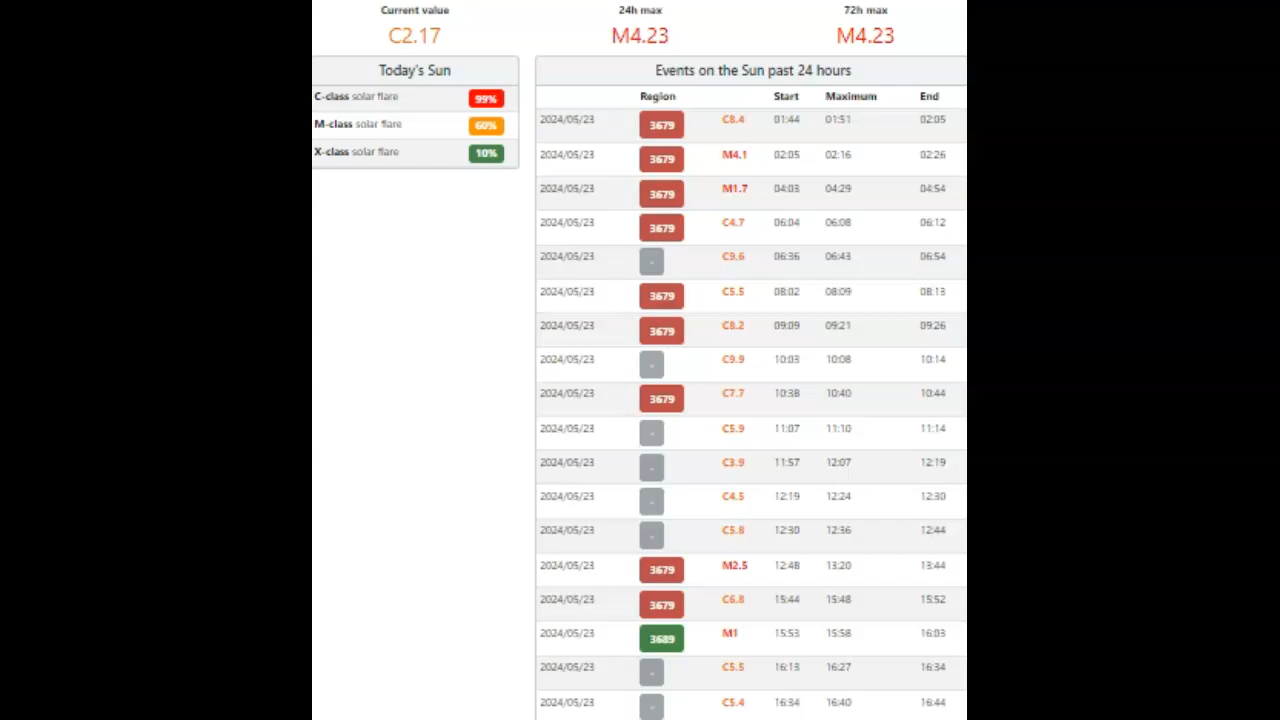 Current value 24h max 72h max
C2.17 M4.23 M4.23
Today's Sun
C-class solar flare 99%
M-class solar flare 60%
X-class solar flare 10%
Events on the Sun past 24 hours
Region Start Maximum End
2024/05/23 3679 C8.4 01:44 01:51 02:05
2024/05/23 3679 M4.1 02:05 02:16 02:26
2024/05/23 3679 M1.7 04:03 04:29 04:54
2024/05/23 3679 C4.7 06:04 06:08 06:12
2024/05/23 - C9.6 06:36 06:43 06:54
2024/05/23 3679 C5.5 08:02 08:09 08:13
2024/05/23 3679 C8.2 09:09 09:21 09:26
2024/05/23 - C9.9 10:03 10:08 10:14
2024/05/23 3679 C7.7 10:38 10:40 10:44
2024/05/23 - C5.9 11:07 11:10 11:14
2024/05/23 - C3.9 11:57 12:07 12:19
2024/05/23 - C4.5 12:19 12:24 12:30
2024/05/23 - C5.8 12:30 12:36 12:44
2024/05/23 3679 M2.5 12:48 13:20 13:44
2024/05/23 3679 C6.8 15:44 15:48 15:52
2024/05/23 3689 M1 15:53 15:58 16:03
2024/05/23 - C5.5 16:13 16:27 16:34
2024/05/23 - C5.4 16:34 16:40 16:44